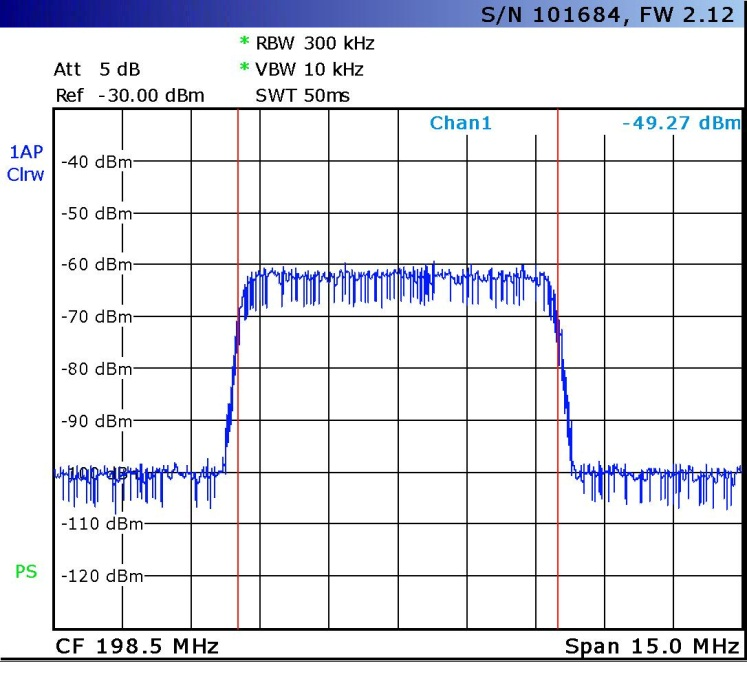 S/N 101684, FW 2.12
* RBW 300 kHz
Att 5 dB * VBW 10 kHz
Ref -30.00 dBm SWT 50ms
Chan1 -49.27 dBm
1AP
Clrw
-40 dBm
-50 dBm
-60 dBm
-70 dBm
-80 dBm
-90 dBm
-100 dBm
-110 dBm
PS
-120 dBm
CF 198.5 MHz Span 15.0 MHz